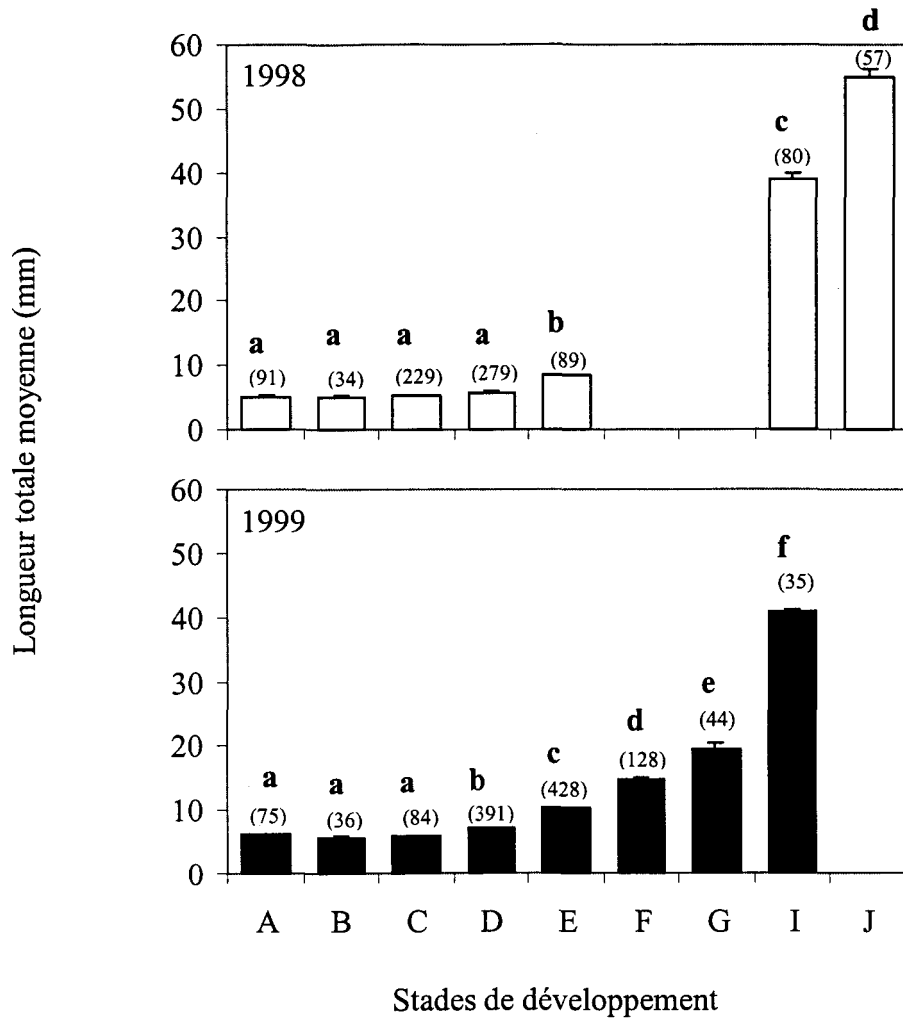 Longueur totale moyenne (mm)
1998
60
50
40
30
20
10
0
a a a a b c d
(91) (34) (229) (279) (89) (80) (57)
1999
60
50
40
30
20
10
0
a a a b c d e f
(75) (36) (84) (391) (428) (128) (44) (35)
A B C D E F G I J
Stades de développement